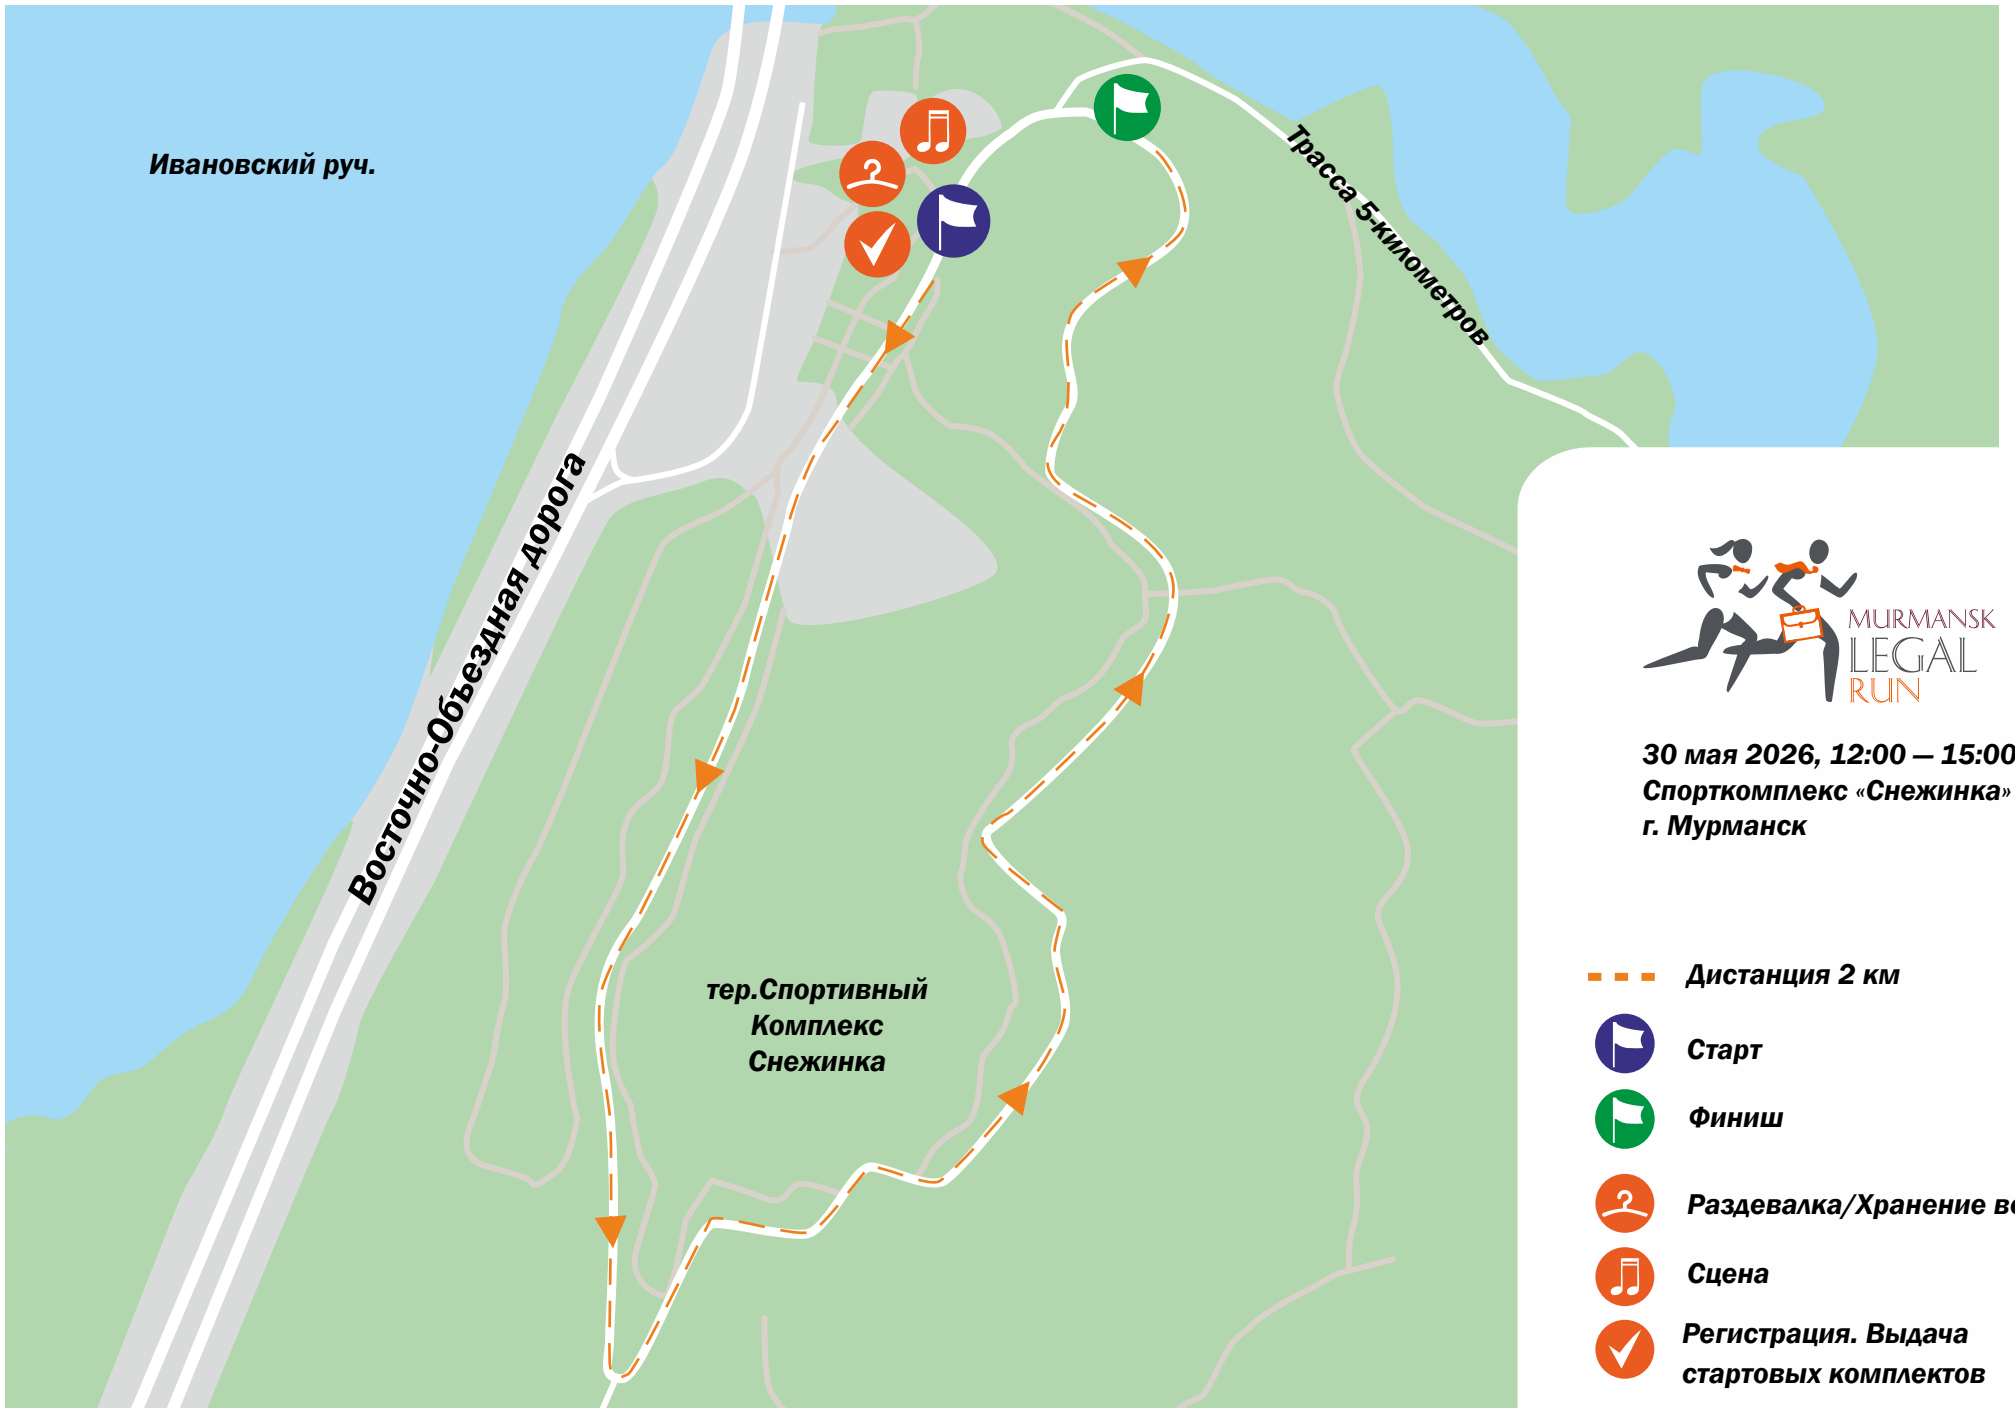 Ивановский руч.
Трасса 5-километров
Восточно-Объездная дорога
тер.Спортивный
Комплекс
Снежинка
MURMANSK
LEGAL
RUN
30 мая 2026, 12:00 — 15:00
Спорткомплекс «Снежинка»
г. Мурманск
Дистанция 2 км
Старт
Финиш
Раздевалка/Хранение
Сцена
Регистрация. Выдача
стартовых комплектов